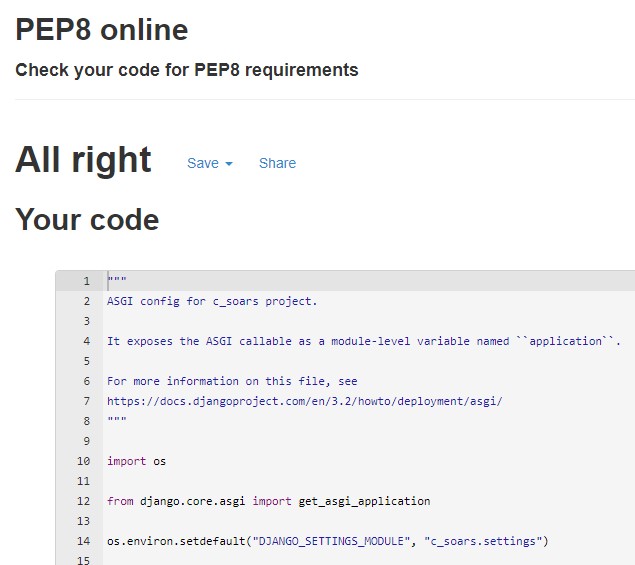 PEP8 online
Check your code for PEP8 requirements
All right Save Share
Your code
1 """
2 ASGI config for c_soars project.
3
4 It exposes the ASGI callable as a module-level variable named ``application``.
5
6 For more information on this file, see
7 https://docs.djangoproject.com/en/3.2/howto/deployment/asgi/
8 """
9
10 import os
11
12 from django.core.asgi import get_asgi_application
13
14 os.environ.setdefault("DJANGO_SETTINGS_MODULE", "c_soars.settings")
15